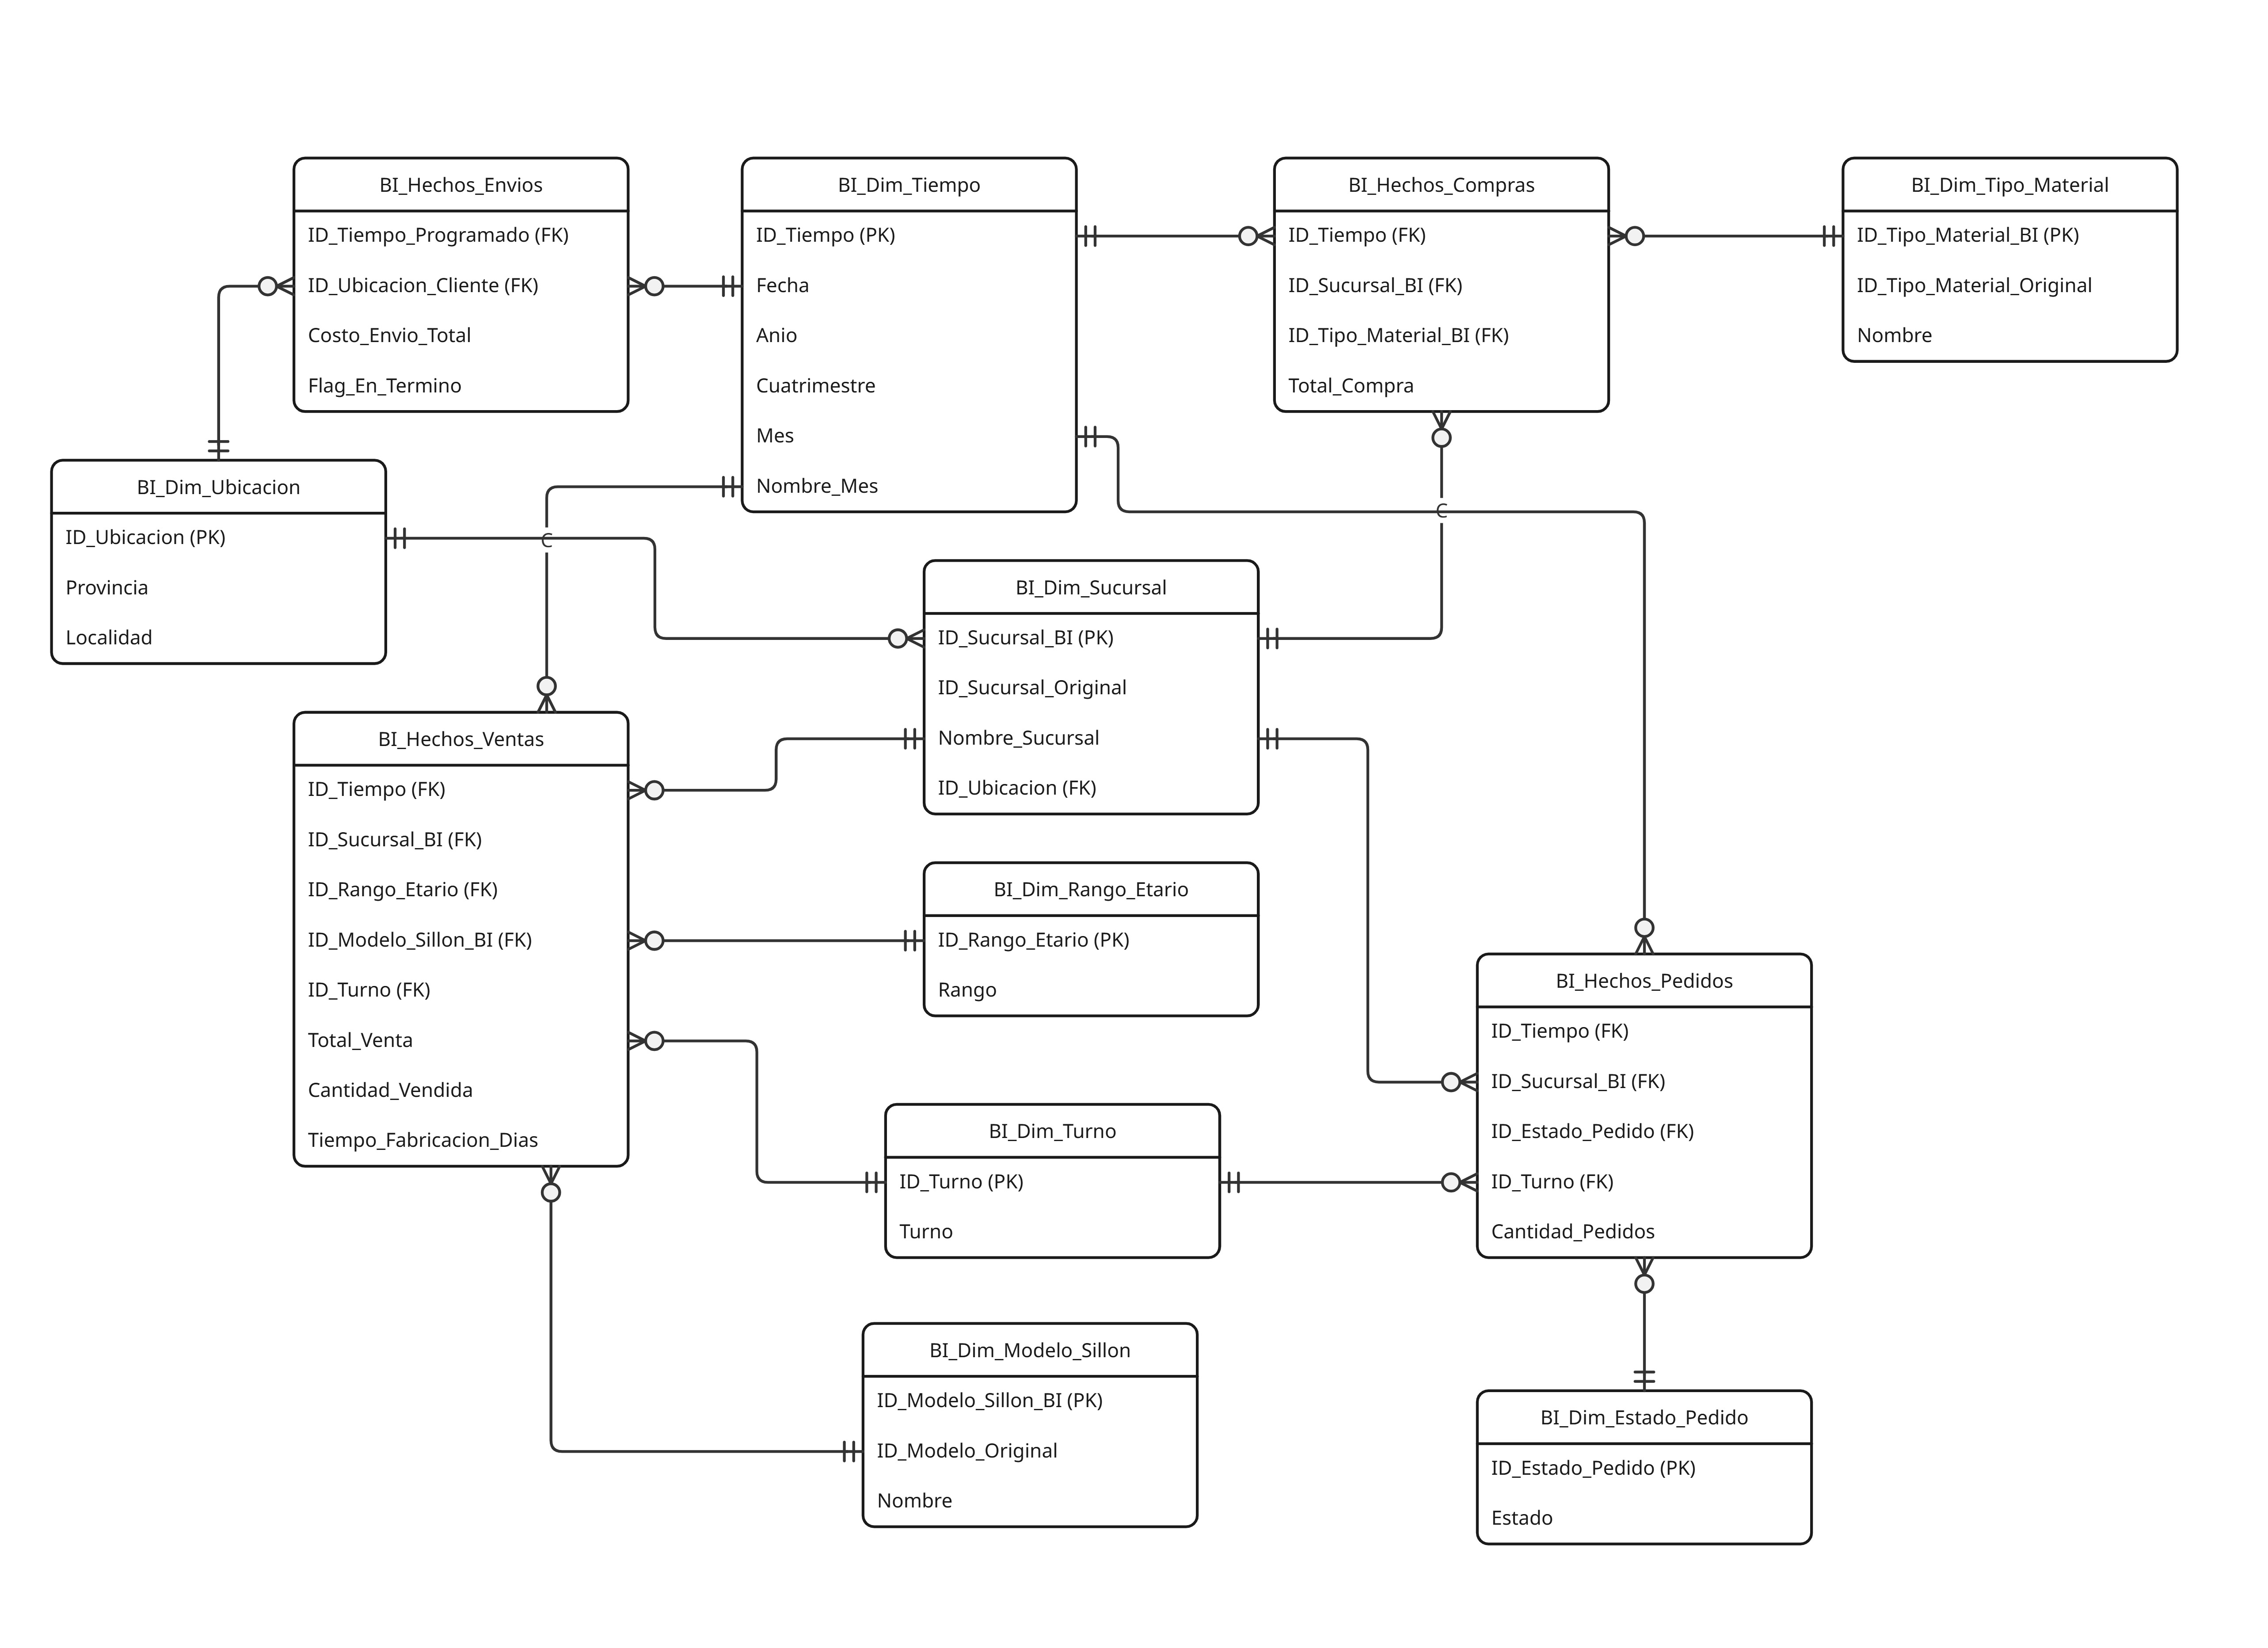 BI_Hechos_Envios
ID_Tiempo_Programado (FK)
ID_Ubicacion_Cliente (FK)
Costo_Envio_Total
Flag_En_Termino
BI_Dim_Tiempo
ID_Tiempo (PK)
Fecha
Anio
Cuatrimestre
Mes
Nombre_Mes
BI_Hechos_Compras
ID_Tiempo (FK)
ID_Sucursal_BI (FK)
ID_Tipo_Material_BI (FK)
Total_Compra
BI_Dim_Tipo_Material
ID_Tipo_Material_BI (PK)
ID_Tipo_Material_Original
Nombre
BI_Dim_Ubicacion
ID_Ubicacion (PK)
Provincia
Localidad
C
C
BI_Dim_Sucursal
ID_Sucursal_BI (PK)
ID_Sucursal_Original
Nombre_Sucursal
ID_Ubicacion (FK)
BI_Hechos_Ventas
ID_Tiempo (FK)
ID_Sucursal_BI (FK)
ID_Rango_Etario (FK)
ID_Modelo_Sillon_BI (FK)
ID_Turno (FK)
Total_Venta
Cantidad_Vendida
Tiempo_Fabricacion_Dias
BI_Dim_Rango_Etario
ID_Rango_Etario (PK)
Rango
BI_Hechos_Pedidos
ID_Tiempo (FK)
ID_Sucursal_BI (FK)
ID_Estado_Pedido (FK)
ID_Turno (FK)
Cantidad_Pedidos
BI_Dim_Turno
ID_Turno (PK)
Turno
BI_Dim_Modelo_Sillon
ID_Modelo_Sillon_BI (PK)
ID_Modelo_Original
Nombre
BI_Dim_Estado_Pedido
ID_Estado_Pedido (PK)
Estado